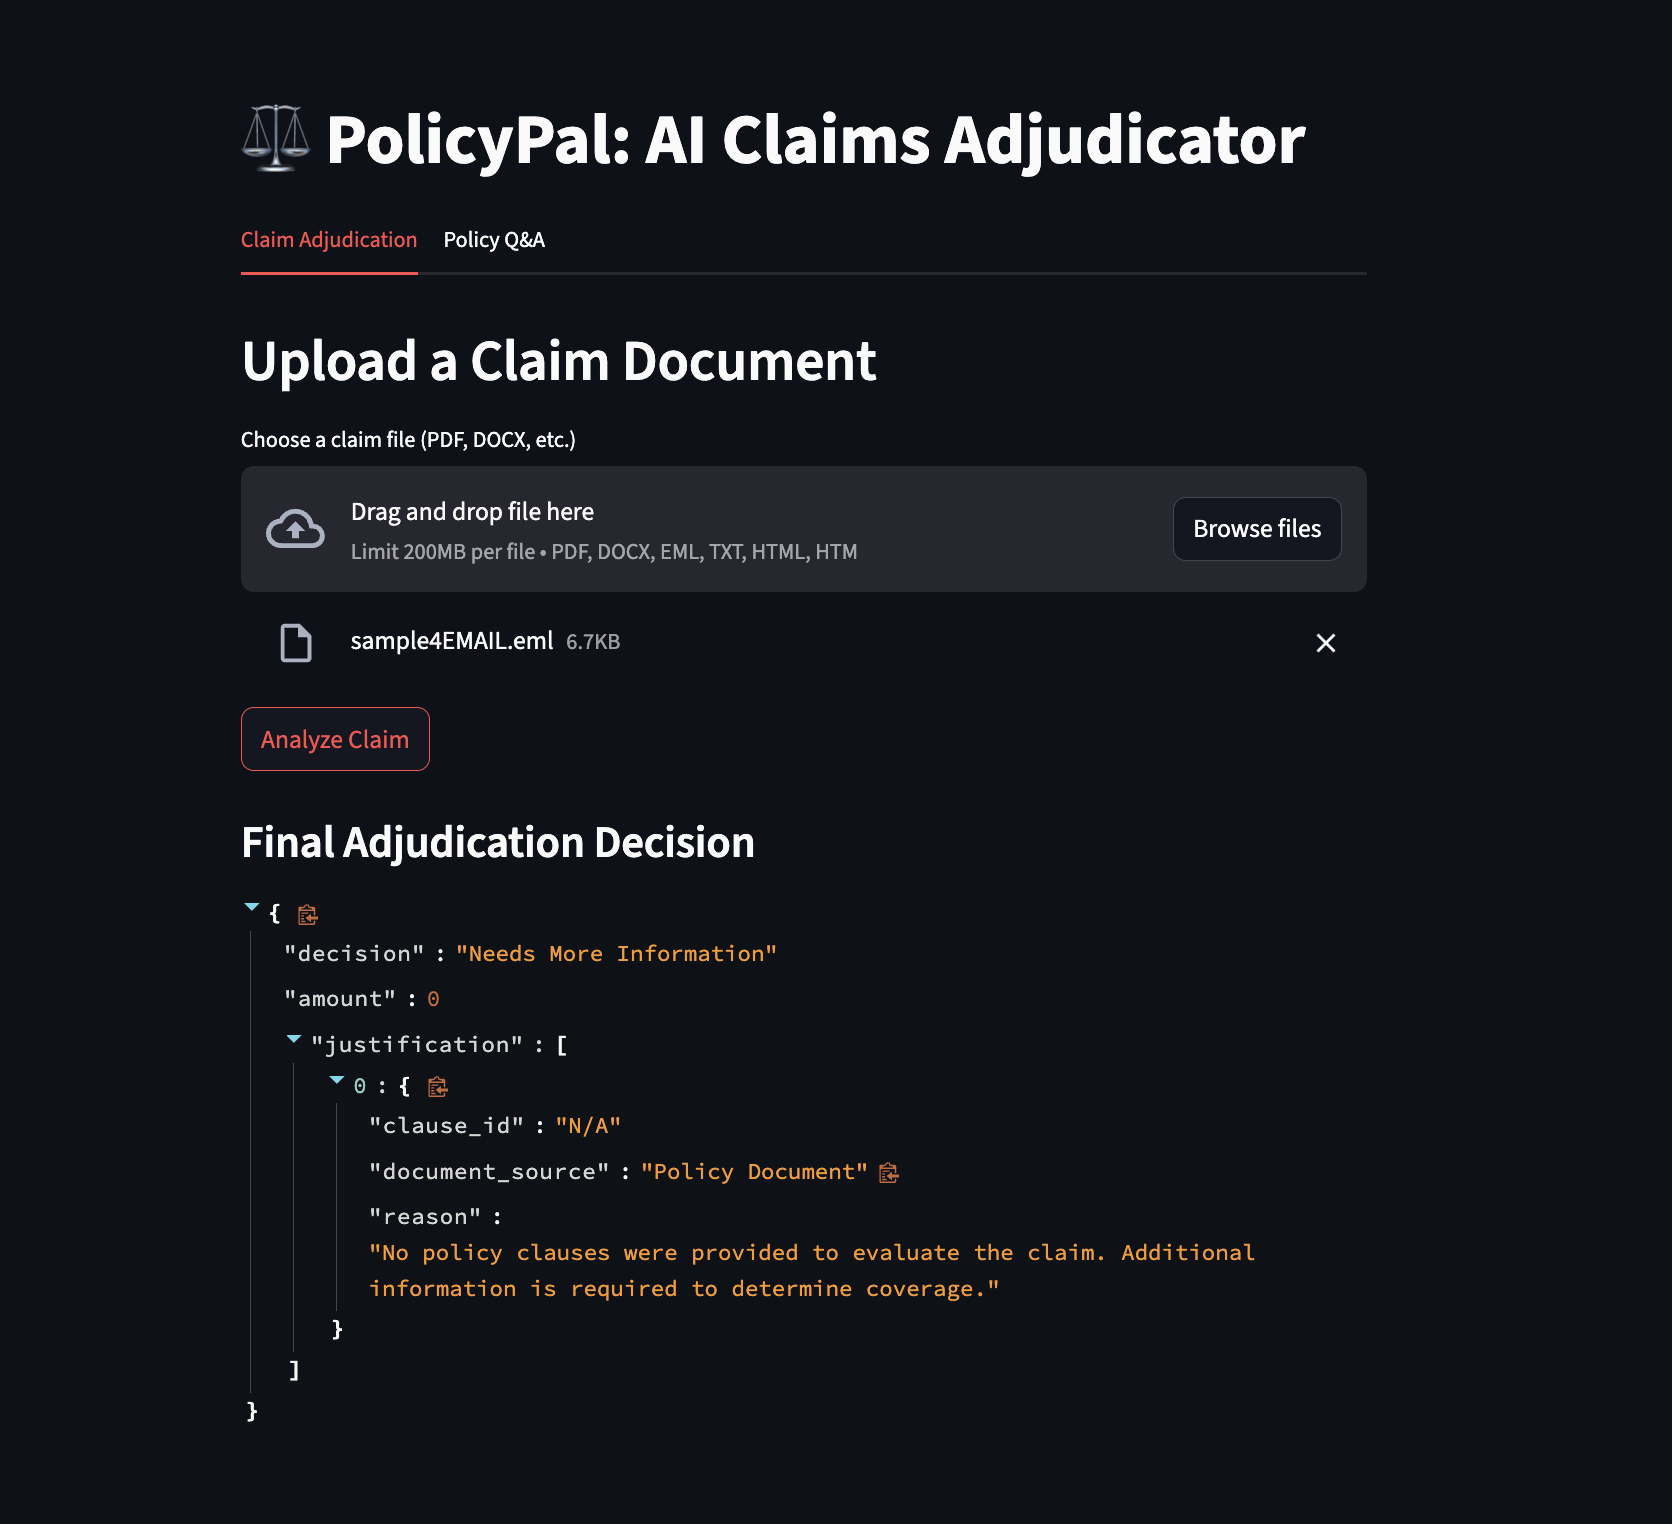 PolicyPal: AI Claims Adjudicator
Claim Adjudication Policy Q&A
Upload a Claim Document
Choose a claim file (PDF, DOCX, etc.)
Drag and drop file here
Limit 200MB per file • PDF, DOCX, EML, TXT, HTML, HTM
Browse files
sample4EMAIL.eml 6.7KB
Analyze Claim
Final Adjudication Decision
{
"decision" : "Needs More Information"
"amount" : 0
"justification" : [
0 : {
"clause_id" : "N/A"
"document_source" : "Policy Document"
"reason" :
"No policy clauses were provided to evaluate the claim. Additional
information is required to determine coverage."
}
]
}